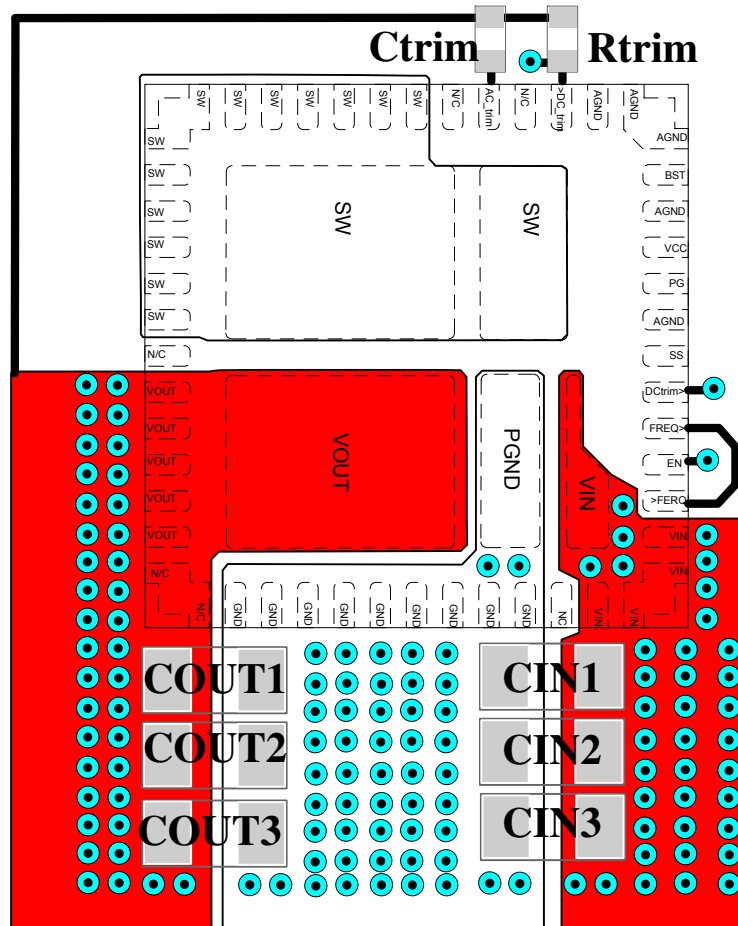 Ctrim Rtrim
SW SW SW SW SW SW SW N/C AC_trim N/C >DC_trim AGND AGND
SW AGND
SW BST
SW AGND
SW VCC
SW PG
SW AGND
N/C SS
SW SW
VOUT DCtrim>
VOUT FREQ>
VOUT EN
VOUT >FERQ
VOUT VIN
N/C VIN
VOUT PGND VIN
N/C GND GND GND GND GND GND GND GND GND NC VIN VIN
COUT1 CIN1
COUT2 CIN2
COUT3 CIN3